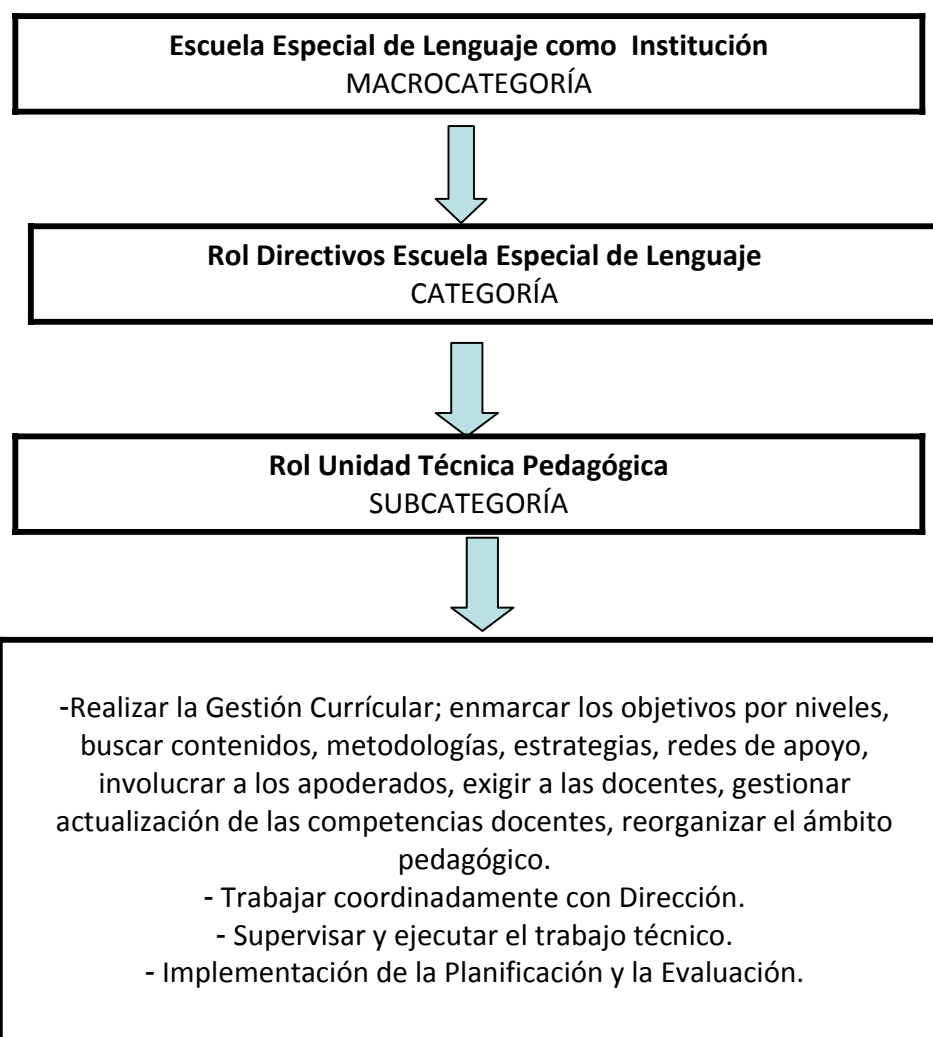 Escuela Especial de Lenguaje como  Institución
MACROCATEGORÍA
Rol Directivos Escuela Especial de Lenguaje
CATEGORÍA
Rol Unidad Técnica Pedagógica
SUBCATEGORÍA
-Realizar la Gestión Currícular; enmarcar los objetivos por niveles,
buscar contenidos, metodologías, estrategias, redes de apoyo,
involucrar a los apoderados, exigir a las docentes, gestionar
actualización de las competencias docentes, reorganizar el ámbito
pedagógico.
- Trabajar coordinadamente con Dirección.
- Supervisar y ejecutar el trabajo técnico.
- Implementación de la Planificación y la Evaluación.